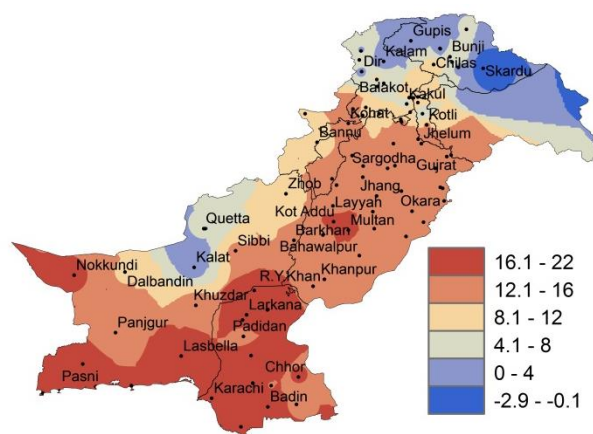 Gupis
Kalam
Bunji
Dir
Chilas
Skardu
Balakot
Kakul
Kohat
Kotli
Bannu
Jhelum
Sargodha
Gujrat
Zhob
Jhang
Kot Addu
Layyah
Okara
Quetta
Barkhan
Multan
Sibbi
Bahawalpur
Nokkundi
Kalat
Dalbandin
R.Y.Khan
Khanpur
Khuzdar
Larkana
Panjgur
Padidan
Lasbella
Pasni
Chhor
Karachi
Badin
16.1 - 22
12.1 - 16
8.1 - 12
4.1 - 8
0 - 4
-2.9 - -0.1